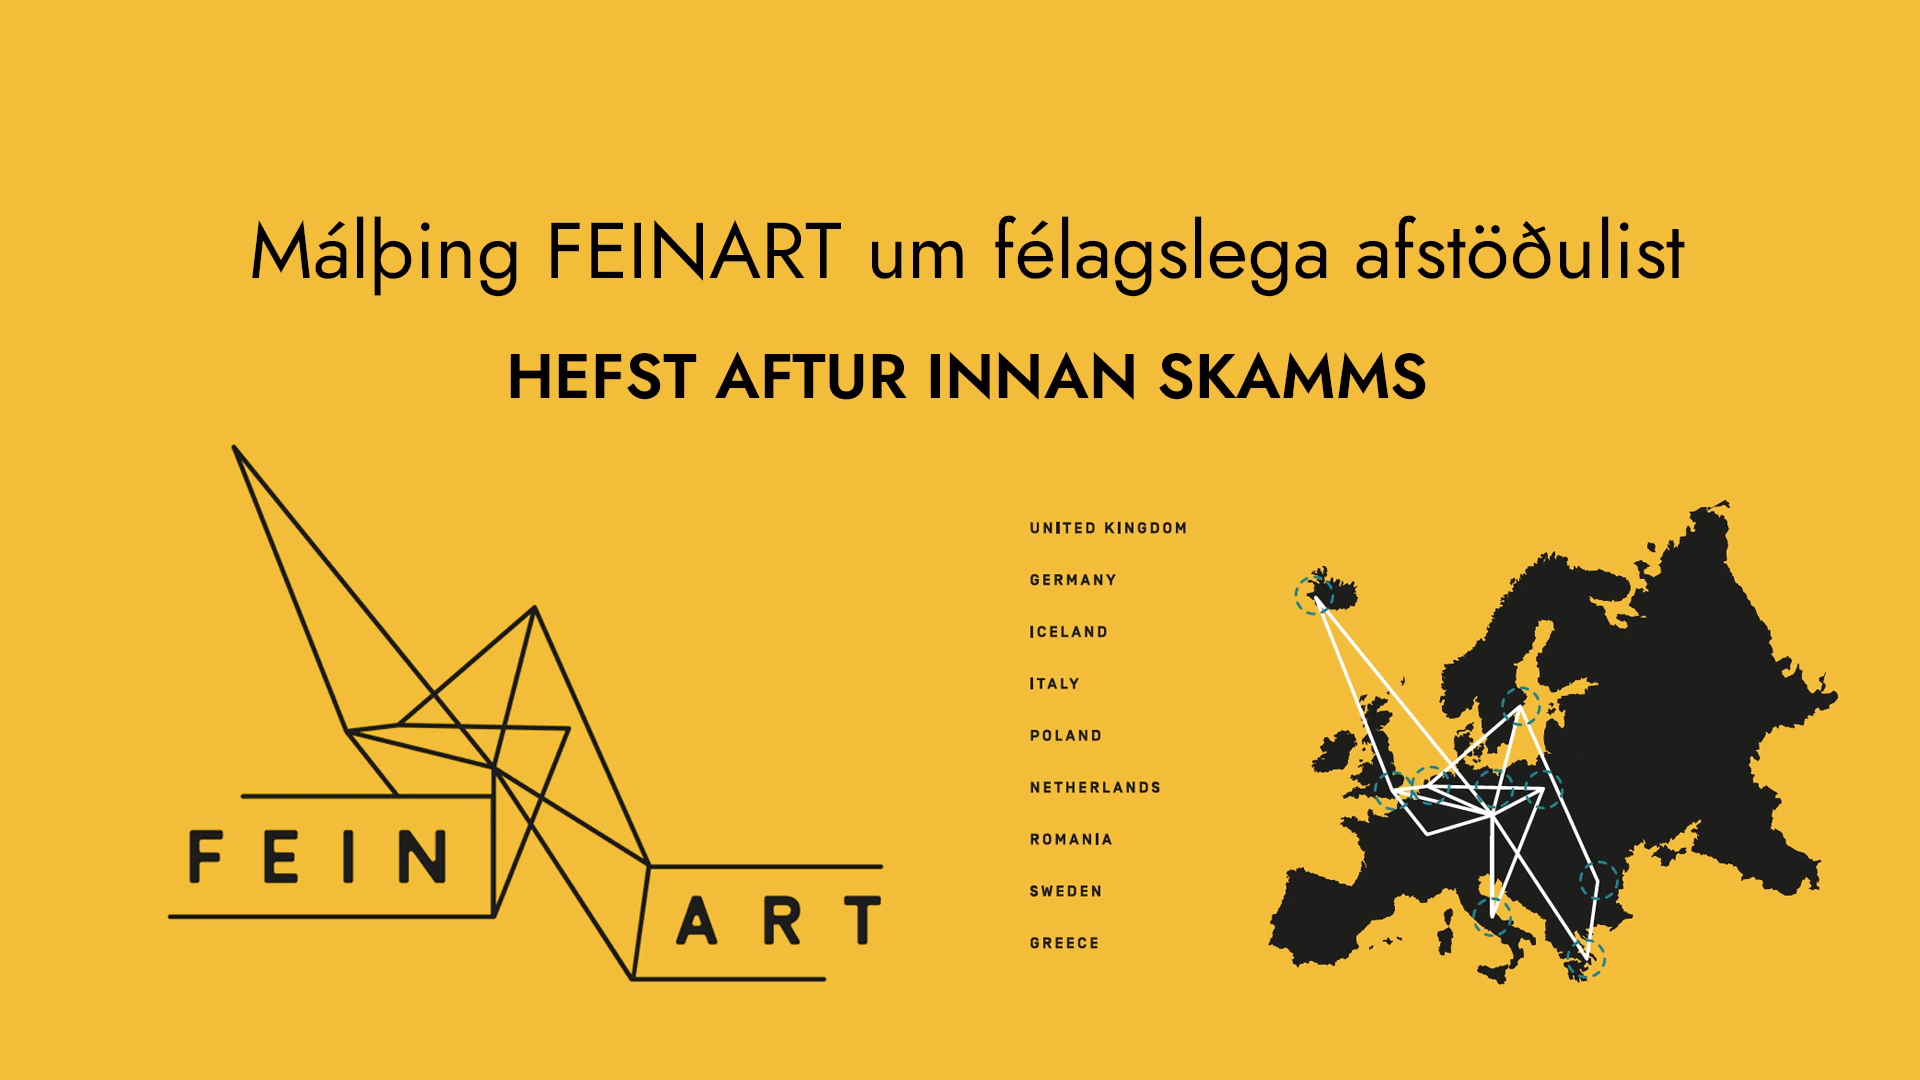 Málþing FEINART um félagslega afstöðulist
HEFST AFTUR INNAN SKAMMS
FEIN
ART
UNITED KINGDOM
GERMANY
ICELAND
ITALY
POLAND
NETHERLANDS
ROMANIA
SWEDEN
GREECE